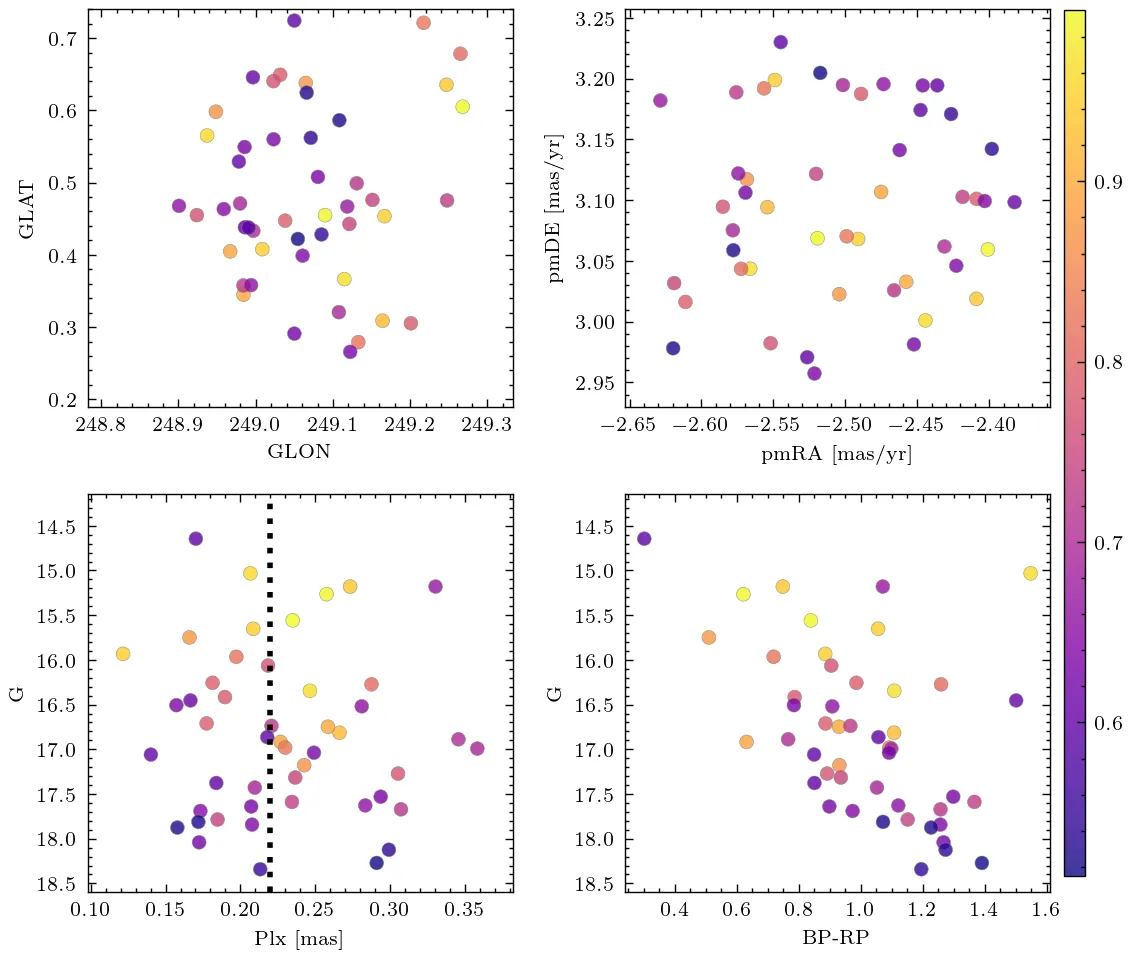 0.7
0.6
0.5
0.4
0.3
0.2
GLAT
248.8 248.9 249.0 249.1 249.2 249.3
GLON
3.25
3.20
3.15
3.10
3.05
3.00
2.95
pmDE [mas/yr]
−2.65 −2.60 −2.55 −2.50 −2.45 −2.40
pmRA [mas/yr]
0.9
0.8
0.7
0.6
14.5
15.0
15.5
16.0
16.5
17.0
17.5
18.0
18.5
G
0.10 0.15 0.20 0.25 0.30 0.35
Plx [mas]
14.5
15.0
15.5
16.0
16.5
17.0
17.5
18.0
18.5
G
0.4 0.6 0.8 1.0 1.2 1.4 1.6
BP-RP